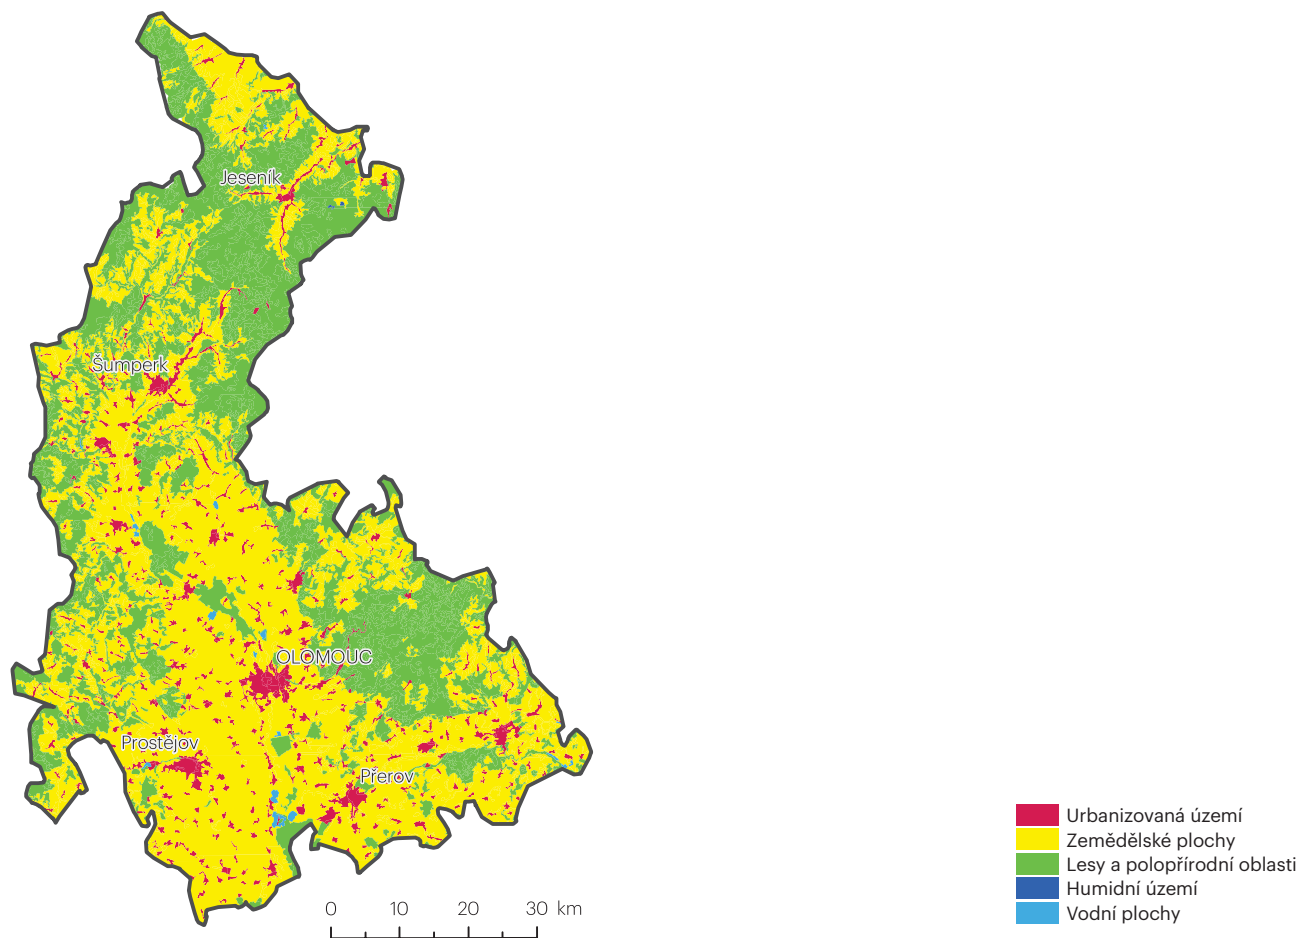 Jeseník
Šumperk
OLOMOUC
Prostějov
Přerov
0 10 20 30 km
Urbanizovaná území
Zemědělské plochy
Lesy a polopřírodní oblasti
Humidní území
Vodní plochy